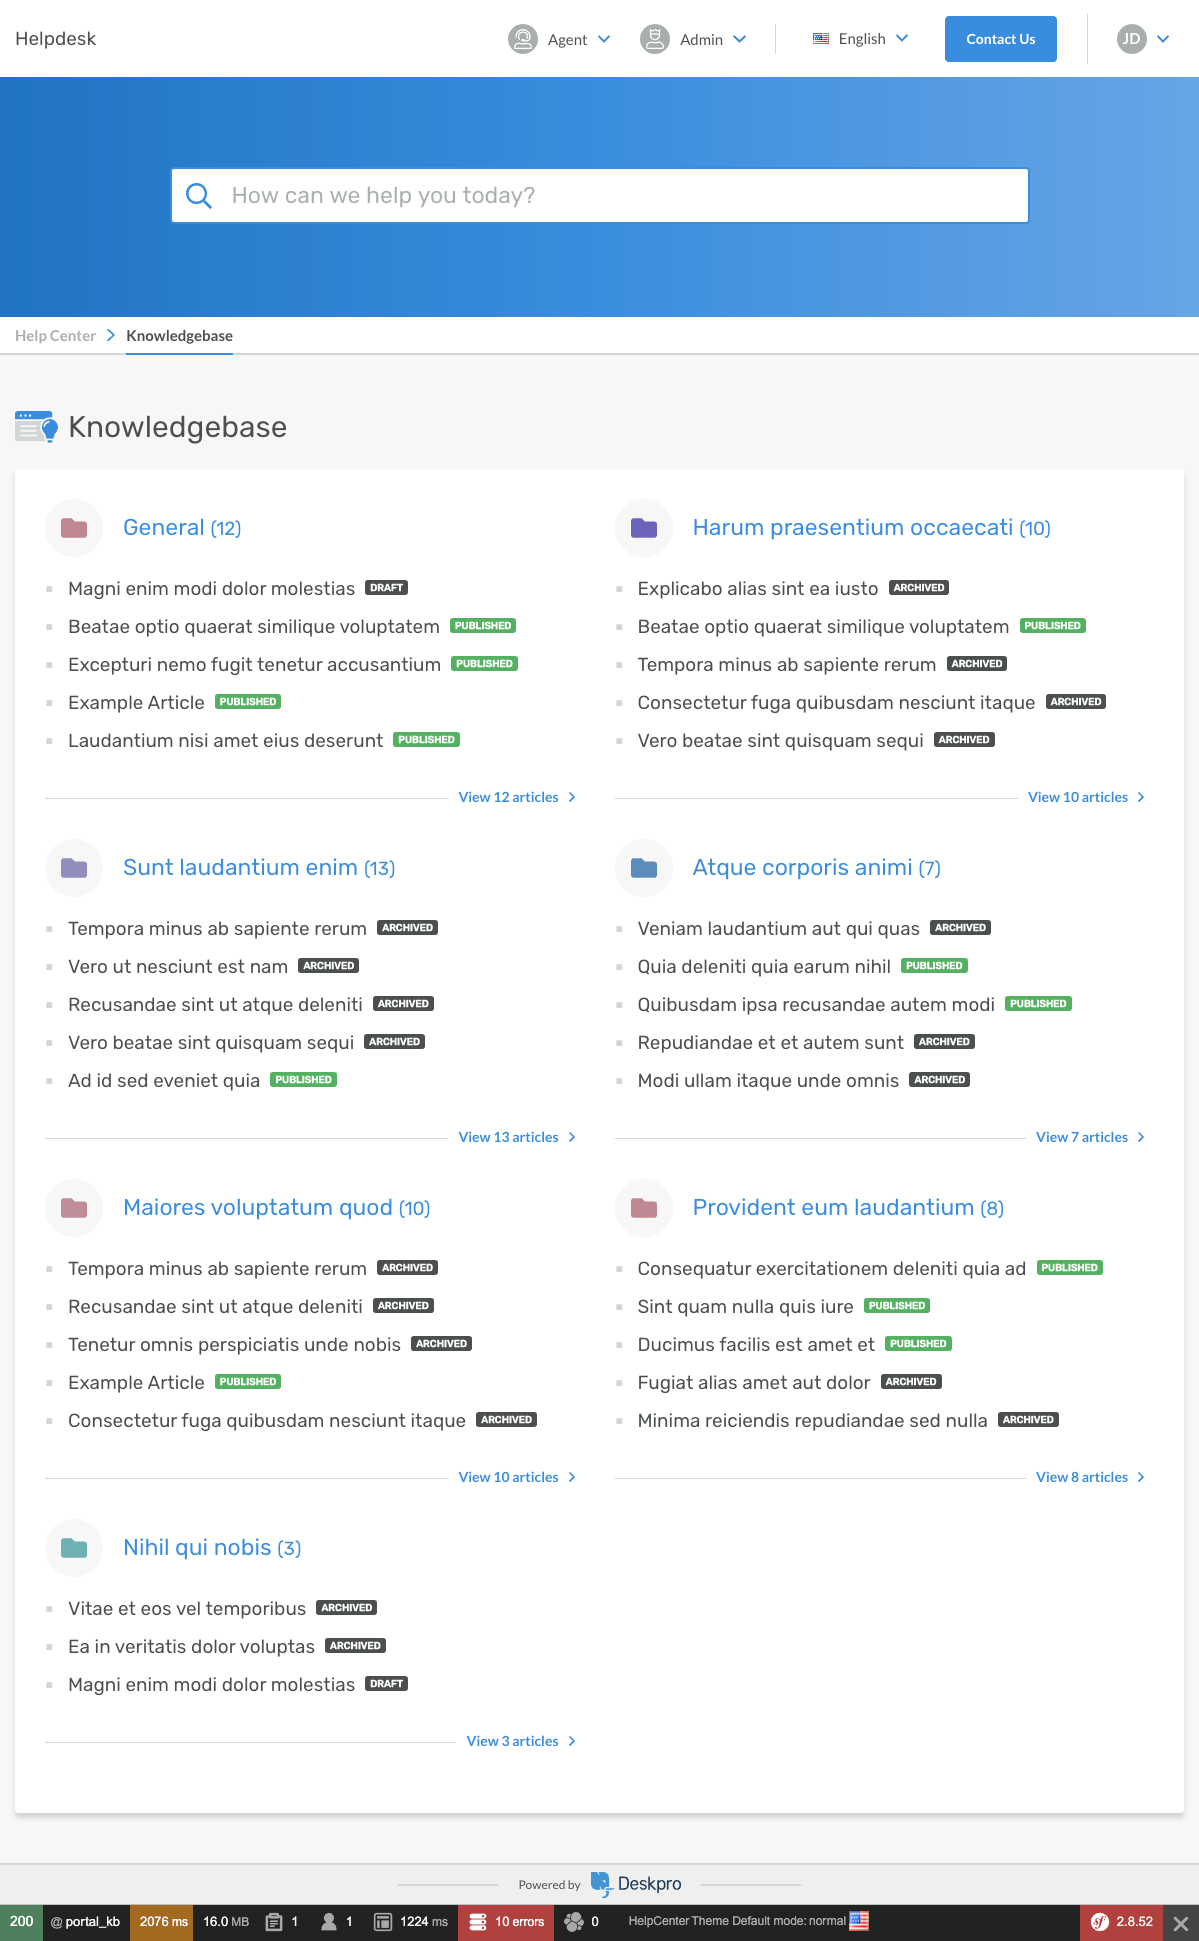 Helpdesk
Agent
Admin
English
Contact Us
JD
How can we help you today?
Help Center
Knowledgebase
Knowledgebase
General (12)
Magni enim modi dolor molestias DRAFT
Beatae optio quaerat similique voluptatem PUBLISHED
Excepturi nemo fugit tenetur accusantium PUBLISHED
Example Article PUBLISHED
Laudantium nisi amet eius deserunt PUBLISHED
View 12 articles
Harum praesentium occaecati (10)
Explicabo alias sint ea iusto ARCHIVED
Beatae optio quaerat similique voluptatem PUBLISHED
Tempora minus ab sapiente rerum ARCHIVED
Consectetur fuga quibusdam nesciunt itaque ARCHIVED
Vero beatae sint quisquam sequi ARCHIVED
View 10 articles
Sunt laudantium enim (13)
Tempora minus ab sapiente rerum ARCHIVED
Vero ut nesciunt est nam ARCHIVED
Recusandae sint ut atque deleniti ARCHIVED
Vero beatae sint quisquam sequi ARCHIVED
Ad id sed eveniet quia PUBLISHED
View 13 articles
Atque corporis animi (7)
Veniam laudantium aut qui quas ARCHIVED
Quia deleniti quia earum nihil PUBLISHED
Quibusdam ipsa recusandae autem modi PUBLISHED
Repudiandae et et autem sunt ARCHIVED
Modi ullam itaque unde omnis ARCHIVED
View 7 articles
Maiores voluptatum quod (10)
Tempora minus ab sapiente rerum ARCHIVED
Recusandae sint ut atque deleniti ARCHIVED
Tenetur omnis perspiciatis unde nobis ARCHIVED
Example Article PUBLISHED
Consectetur fuga quibusdam nesciunt itaque ARCHIVED
View 10 articles
Provident eum laudantium (8)
Consequatur exercitationem deleniti quia ad PUBLISHED
Sint quam nulla quis iure PUBLISHED
Ducimus facilis est amet et PUBLISHED
Fugiat alias amet aut dolor ARCHIVED
Minima reiciendis repudiandae sed nulla ARCHIVED
View 8 articles
Nihil qui nobis (3)
Vitae et eos vel temporibus ARCHIVED
Ea in veritatis dolor voluptas ARCHIVED
Magni enim modi dolor molestias DRAFT
View 3 articles
Powered by Deskpro
200 @ portal_kb 2076 ms 16.0 MB 1 1 1224 ms 10 errors 0 HelpCenter Theme Default mode: normal sf 2.8.52